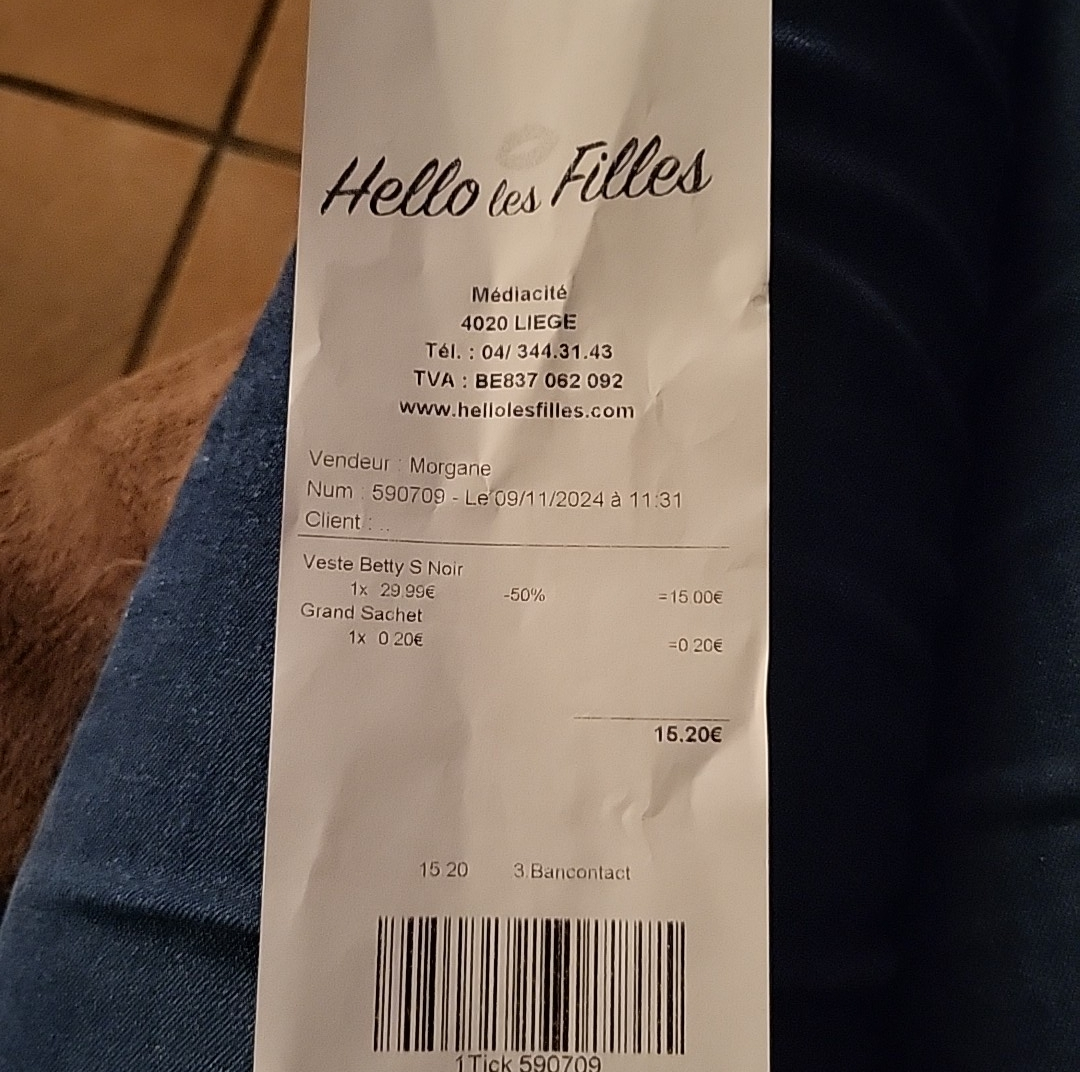 Hello les Filles
Médiacité
4020 LIEGE
Tél. : 04/ 344.31.43
TVA : BE837 062 092
www.hellolesfilles.com
Vendeur : Morgane
Num : 590709 - Le 09/11/2024 à 11:31
Client : ..
Veste Betty S Noir
1x 29.99€ -50% =15.00€
Grand Sachet
1x 0.20€ =0.20€
15.20€
15.20 3.Bancontact
1Tick 590709